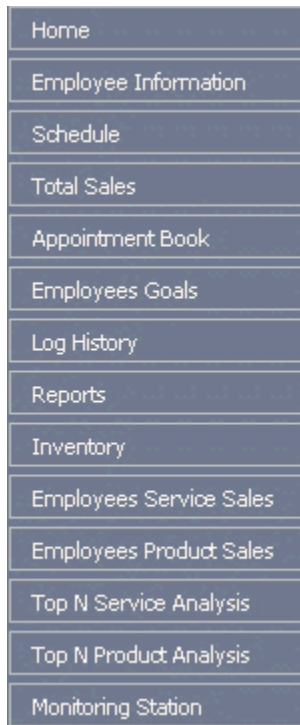 Home
Employee Information
Schedule
Total Sales
Appointment Book
Employees Goals
Log History
Reports
Inventory
Employees Service Sales
Employees Product Sales
Top N Service Analysis
Top N Product Analysis
Monitoring Station